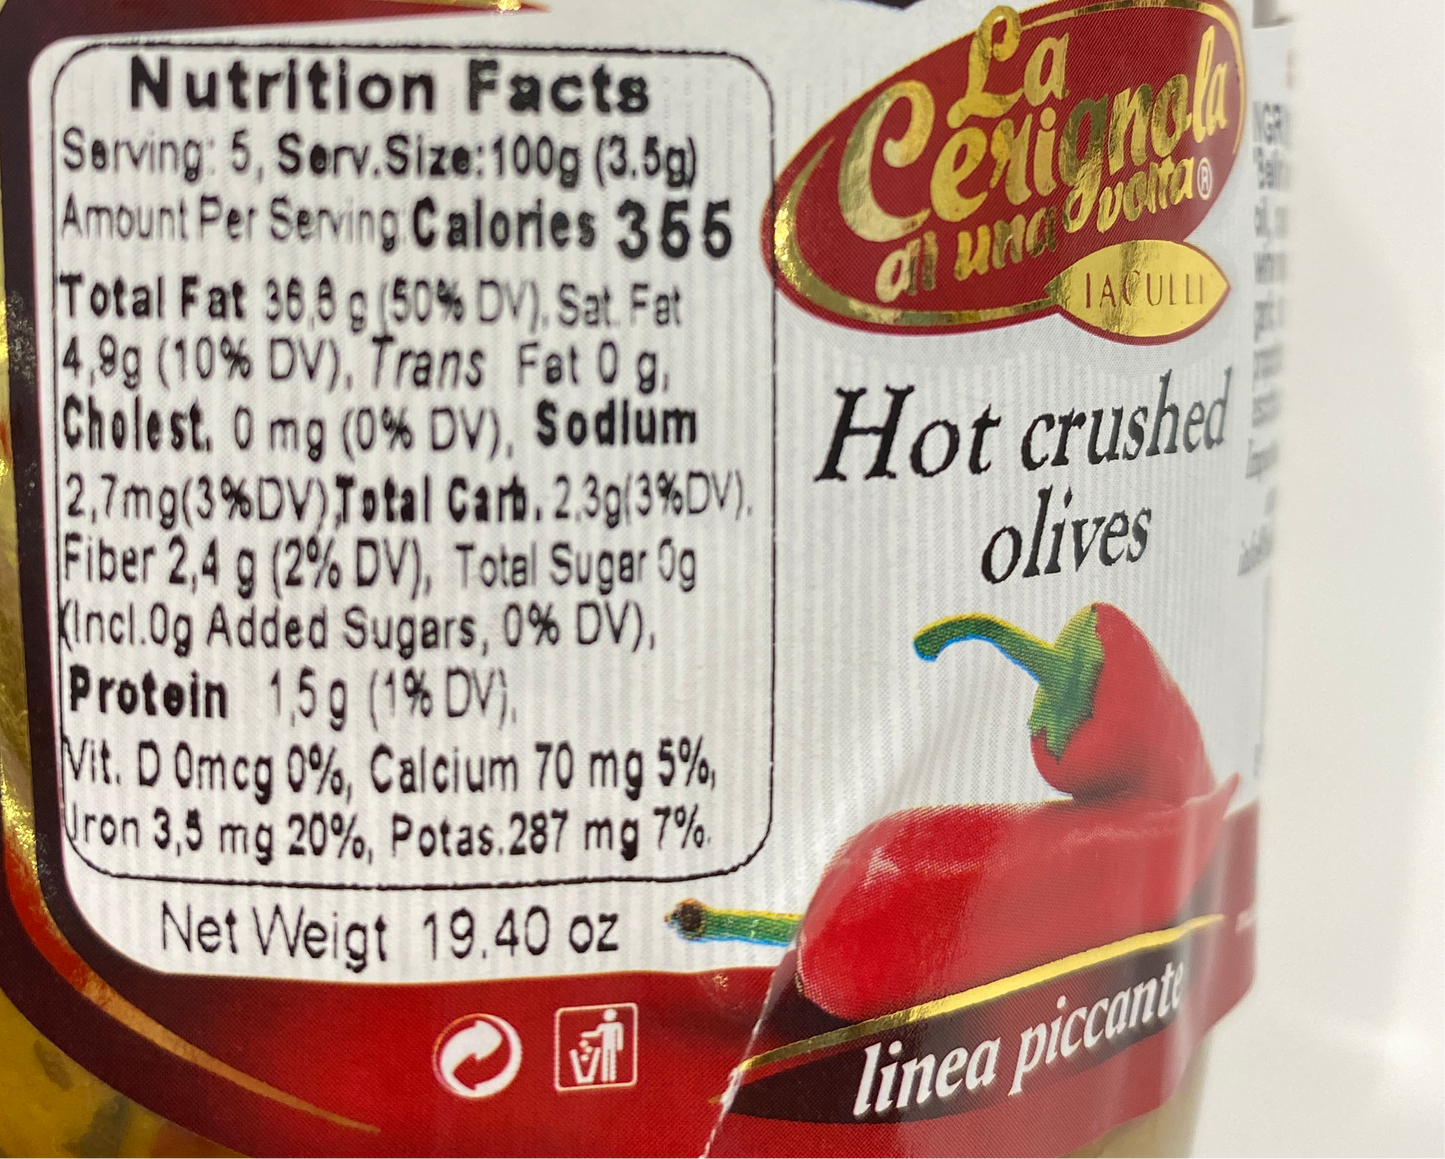 Nutrition Facts
Serving: 5, Serv.Size:100g (3.5g)
Amount Per Serving Calories 355
Total Fat 36,8 g (50% DV), Sat. Fat
4,9g (10% DV), Trans Fat 0 g,
Cholest. 0 mg (0% DV), Sodium
2,7mg(3%DV),Total Carb. 2,3g(3%DV).
Fiber 2,4 g (2% DV), Total Sugar 0g
(Incl.0g Added Sugars, 0% DV),
Protein 1,5 g (1% DV),
Vit. D 0mcg 0%, Calcium 70 mg 5%,
Iron 3,5 mg 20%, Potas.287 mg 7%.
Net Weigt 19.40 oz
La
Cerignola
di una volta®
IACULLI
Hot crushed
olives
linea piccante